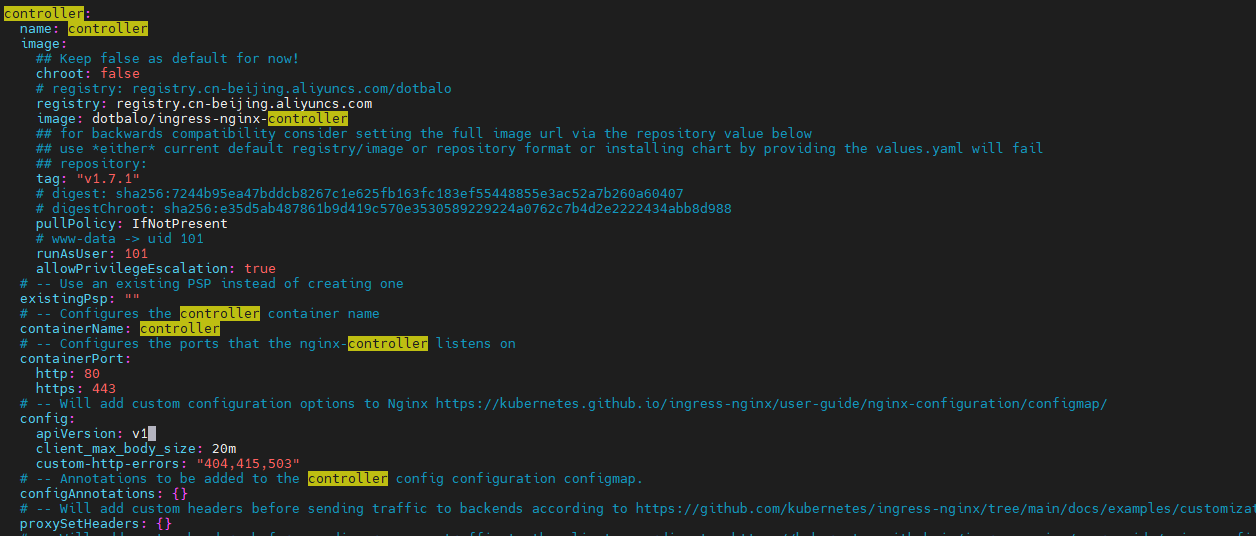 controller:
  name: controller
  image:
    ## Keep false as default for now!
    chroot: false
    # registry: registry.cn-beijing.aliyuncs.com/dotbalo
    registry: registry.cn-beijing.aliyuncs.com
    image: dotbalo/ingress-nginx-controller
    ## for backwards compatibility consider setting the full image url via the repository value below
    ## use *either* current default registry/image or repository format or installing chart by providing the values.yaml will fail
    ## repository:
    tag: "v1.7.1"
    # digest: sha256:7244b95ea47bddcb8267c1e625fb163fc183ef55448855e3ac52a7b260a60407
    # digestChroot: sha256:e35d5ab487861b9d419c570e3530589229224a0762c7b4d2e2222434abb8d988
    pullPolicy: IfNotPresent
    # www-data -> uid 101
    runAsUser: 101
    allowPrivilegeEscalation: true
  # -- Use an existing PSP instead of creating one
  existingPsp: ""
  # -- Configures the controller container name
  containerName: controller
  # -- Configures the ports that the nginx-controller listens on
  containerPort:
    http: 80
    https: 443
  # -- Will add custom configuration options to Nginx https://kubernetes.github.io/ingress-nginx/user-guide/nginx-configuration/configmap/
  config:
    apiVersion: v1
    client_max_body_size: 20m
    custom-http-errors: "404,415,503"
  # -- Annotations to be added to the controller config configuration configmap.
  configAnnotations: {}
  # -- Will add custom headers before sending traffic to backends according to https://github.com/kubernetes/ingress-nginx/tree/main/docs/examples/customizat
  proxySetHeaders: {}